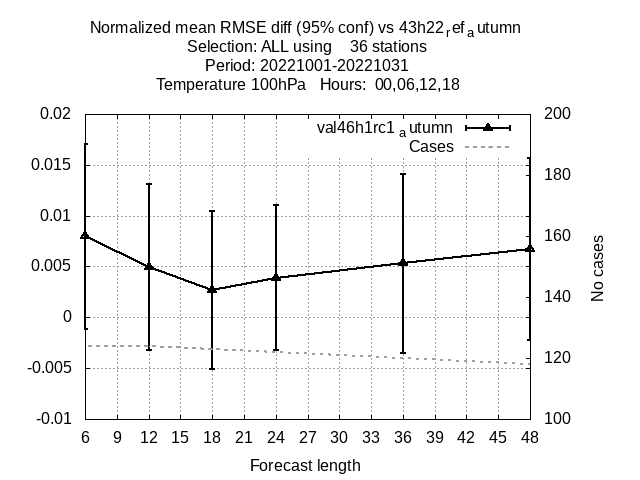 Normalized mean RMSE diff (95% conf) vs 43h22refautumn
Selection: ALL using 36 stations
Period: 20221001-20221031
Temperature 100hPa Hours: 00,06,12,18
0.02
200
val46h1rc1autumn
Cases
0.015
180
0.01
160
0.005
140
0
-0.005
120
-0.01
100
No cases
6 9 12 15 18 21 24 27 30 33 36 39 42 45 48
Forecast length